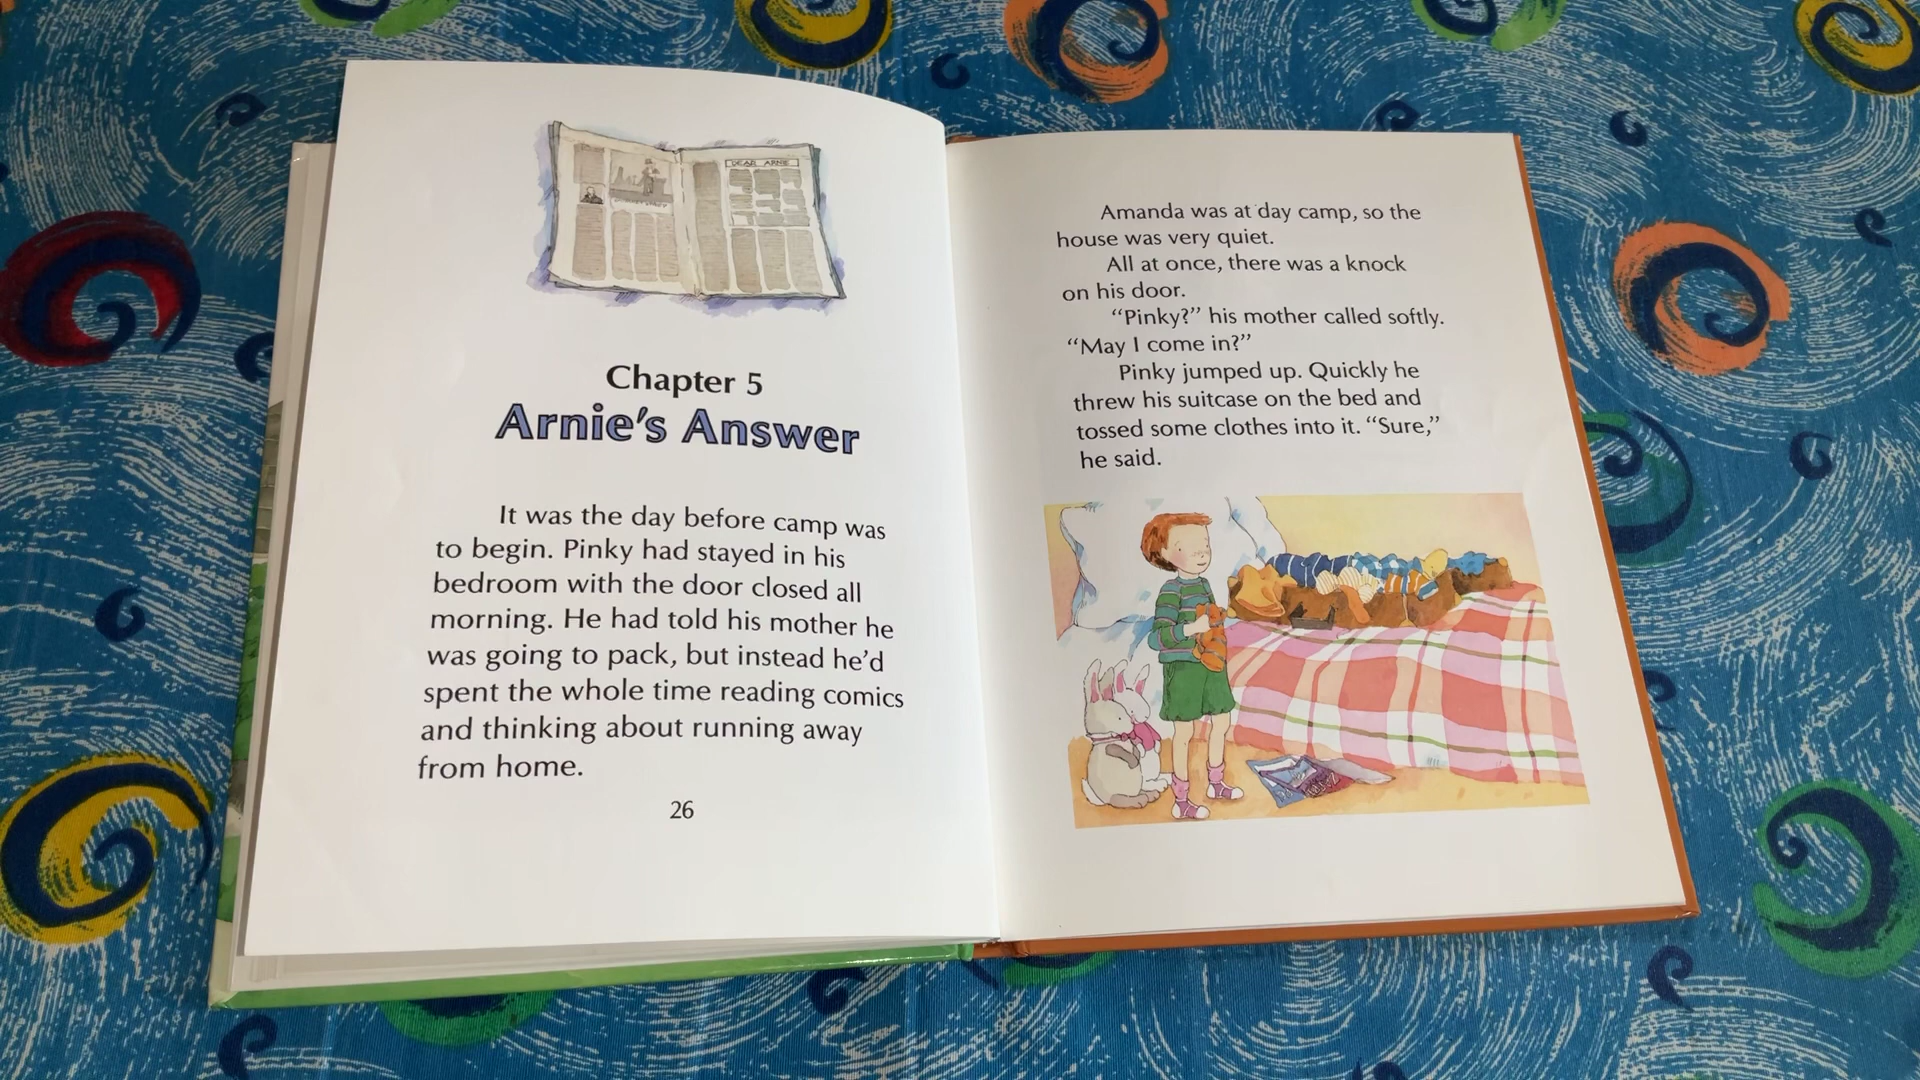 DEAR ARNIE
Chapter 5
Arnie's Answer
It was the day before camp was
to begin. Pinky had stayed in his
bedroom with the door closed all
morning. He had told his mother he
was going to pack, but instead he'd
spent the whole time reading comics
and thinking about running away
from home.
26
Amanda was at day camp, so the
house was very quiet.
All at once, there was a knock
on his door.
“Pinky?” his mother called softly.
“May I come in?”
Pinky jumped up. Quickly he
threw his suitcase on the bed and
tossed some clothes into it. “Sure,”
he said.